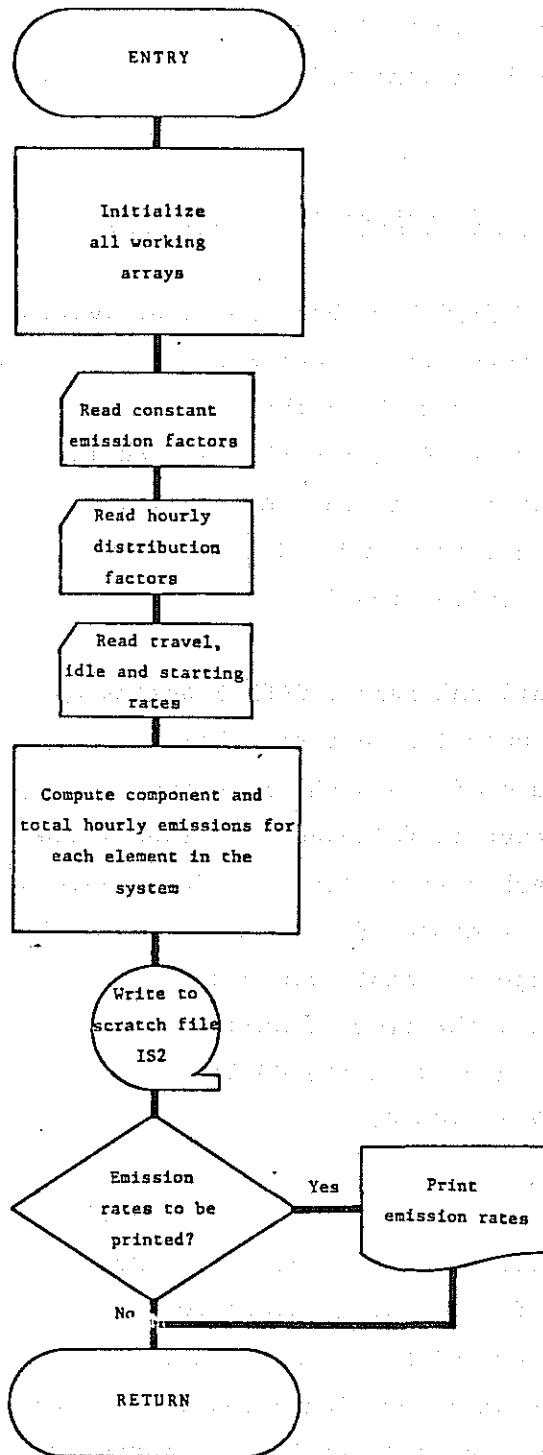 ENTRY
Initialize
all working
arrays
Read constant
emission factors
Read hourly
distribution
factors
Read travel,
idle and starting
rates
Compute component and
total hourly emissions for
each element in the
system
Write to
scratch file
IS2
Emission
rates to be
printed?
Yes
Print
emission rates
No
RETURN